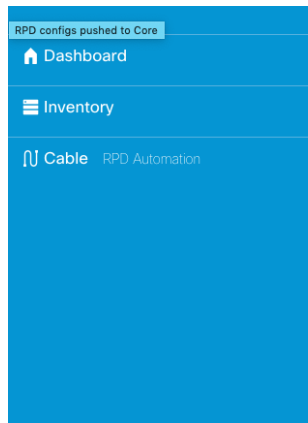 RPD configs pushed to Core
Dashboard
Inventory
Cable RPD Automation